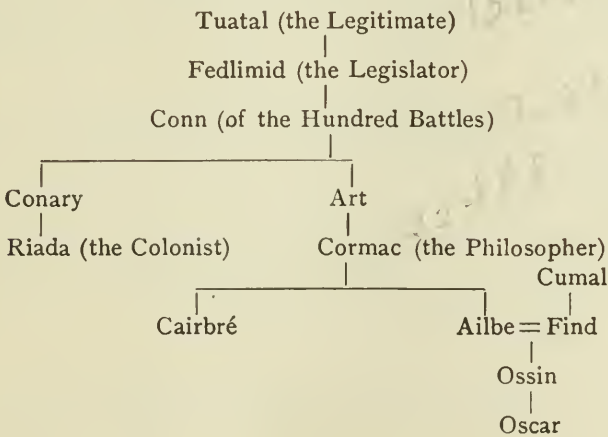 Tuatal (the Legitimate)
Fedlimid (the Legislator)
Conn (of the Hundred Battles)
Conary Art
Riada (the Colonist) Cormac (the Philosopher)
Cumal
Cairbré Ailbe = Find
Ossin
Oscar